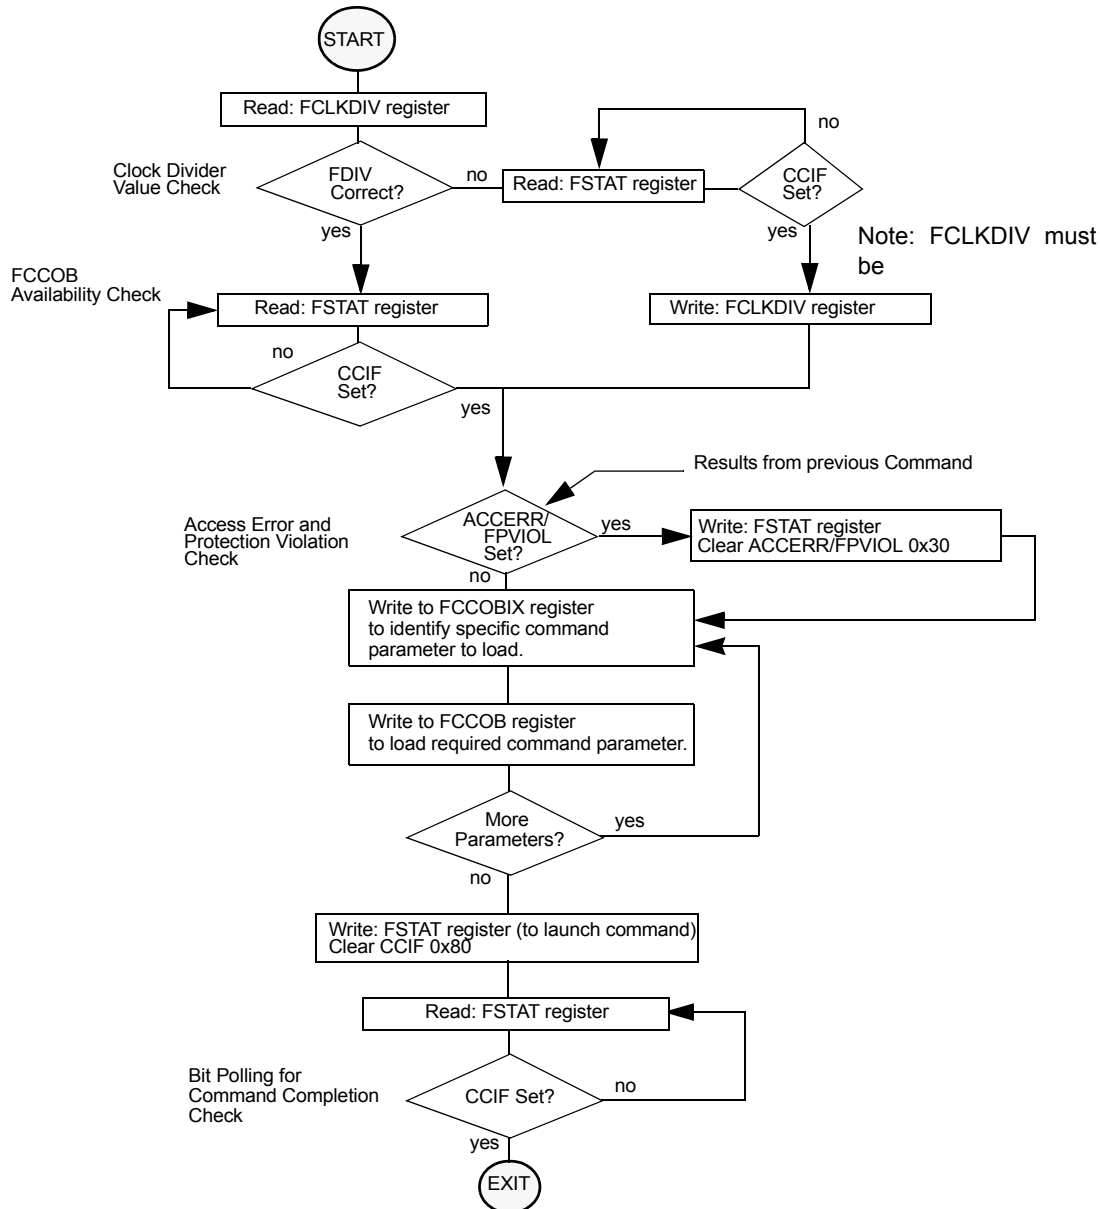 START
Read: FCLKDIV register
no
Clock Divider
Value Check
FDIV
Correct?
no
Read: FSTAT register
CCIF
Set?
yes
yes
Note: FCLKDIV must
be
FCCOB
Availability Check
Read: FSTAT register
Write: FCLKDIV register
no
CCIF
Set?
yes
Results from previous Command
Access Error and
Protection Violation
Check
ACCERR/
FPVIOL
Set?
yes
Write: FSTAT register
Clear ACCERR/FPVIOL 0x30
no
Write to FCCOBIX register
to identify specific command
parameter to load.
Write to FCCOB register
to load required command parameter.
More
Parameters?
yes
no
Write: FSTAT register (to launch command)
Clear CCIF 0x80
Read: FSTAT register
Bit Polling for
Command Completion
Check
CCIF Set?
no
yes
EXIT